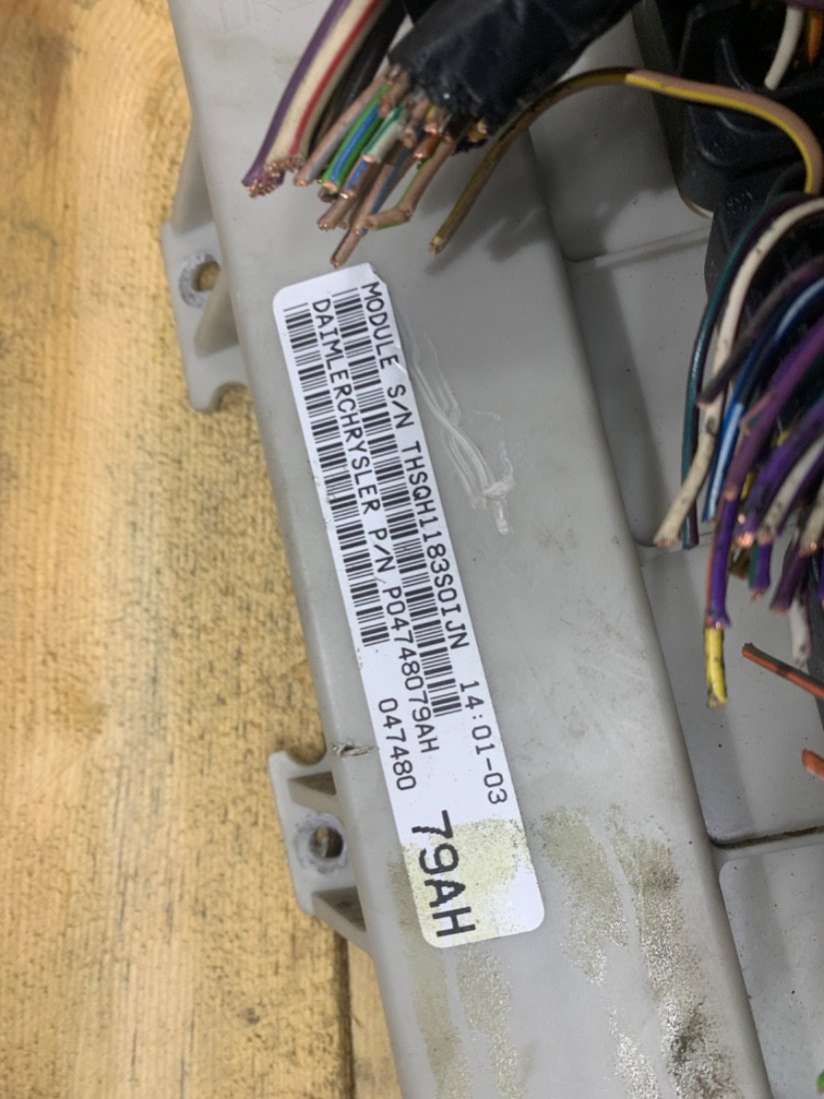 MODULE S/N THSQH1183S0IJN 14:01-03
DAIMLERCHRYSLER P/N P04748079AH
047480
79AH